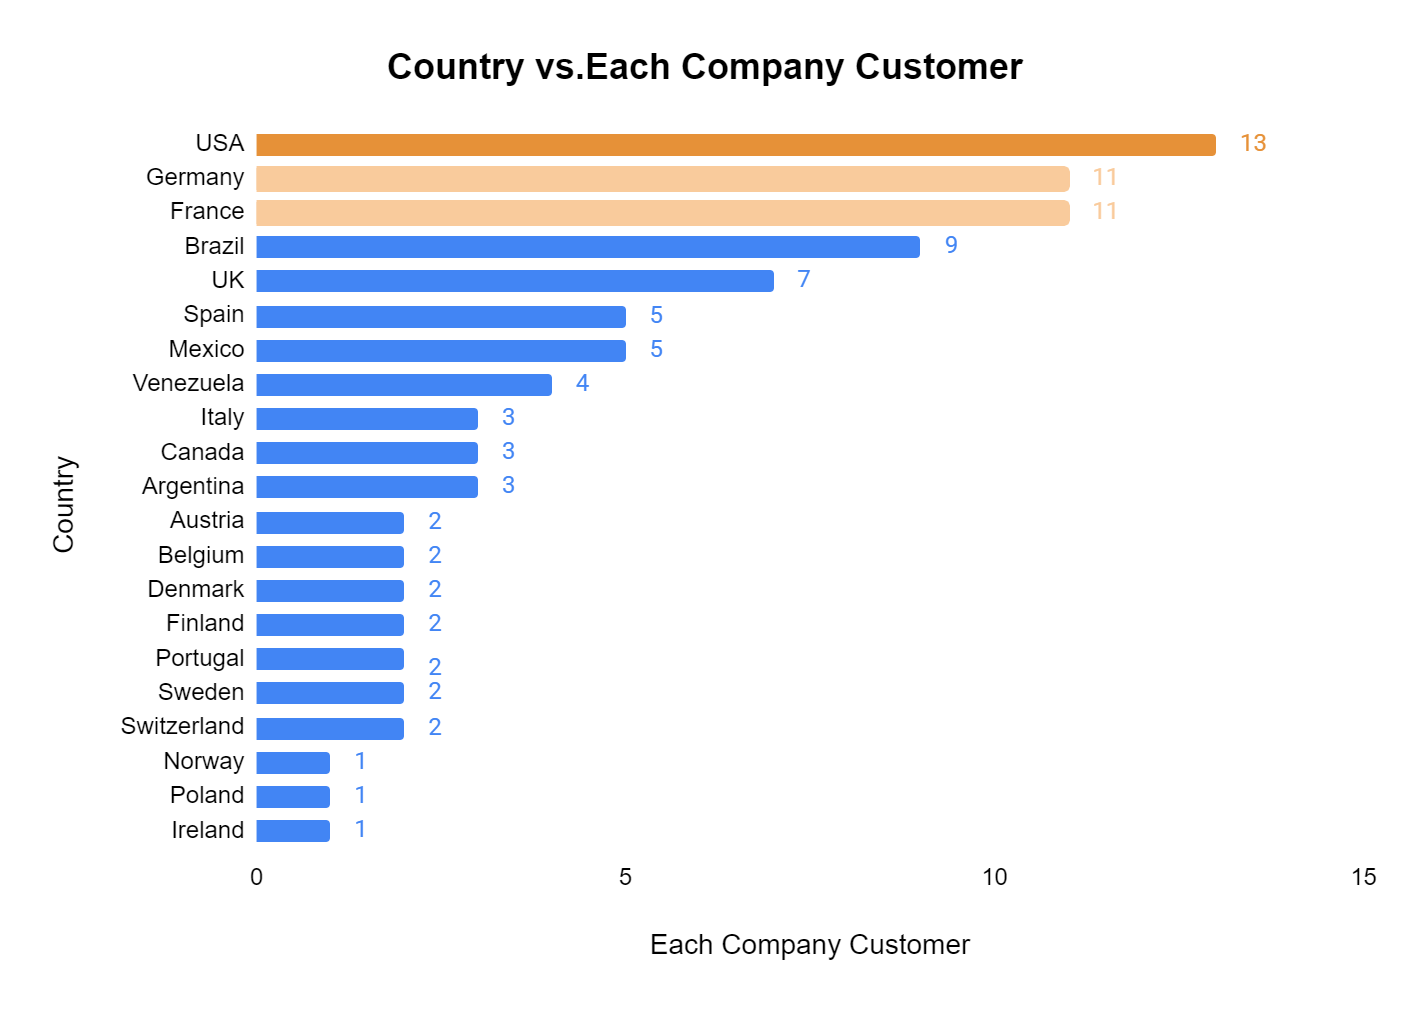 Country vs.Each Company Customer
USA 13
Germany 11
France 11
Brazil 9
UK 7
Spain 5
Mexico 5
Venezuela 4
Italy 3
Canada 3
Argentina 3
Austria 2
Belgium 2
Denmark 2
Finland 2
Portugal 2
Sweden 2
Switzerland 2
Norway 1
Poland 1
Ireland 1
Country
0 5 10 15
Each Company Customer